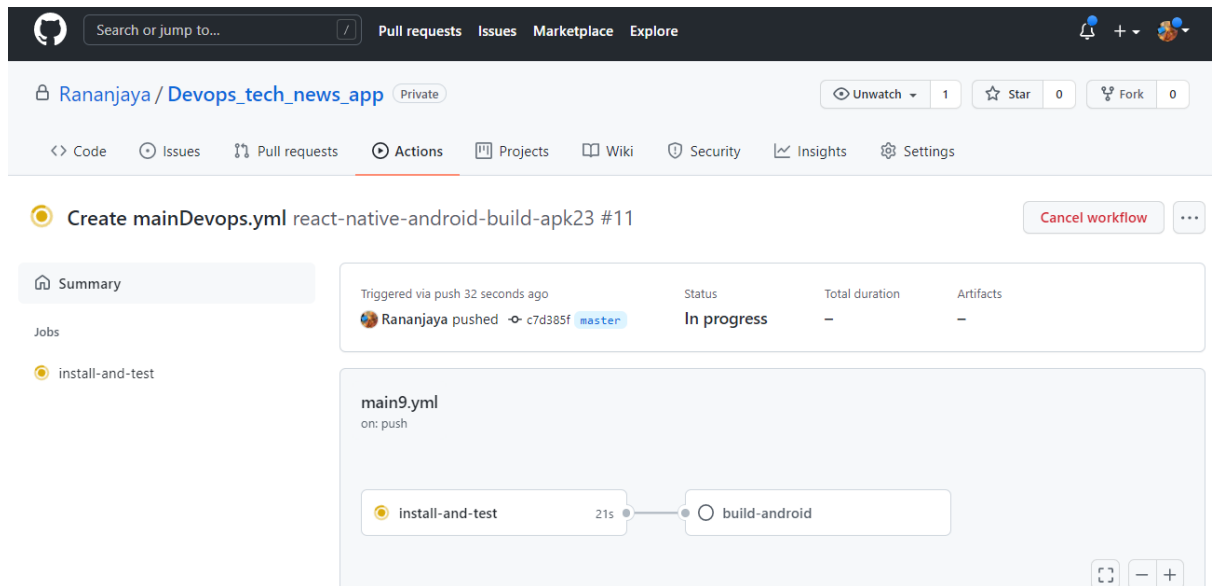 Search or jump to... / Pull requests Issues Marketplace Explore
Rananjaya / Devops_tech_news_app Private Unwatch 1 Star 0 Fork 0
<> Code Issues Pull requests Actions Projects Wiki Security Insights Settings
Create mainDevops.yml react-native-android-build-apk23 #11 Cancel workflow ...
Summary
Jobs
install-and-test
Triggered via push 32 seconds ago Status Total duration Artifacts
Rananjaya pushed c7d385f master In progress – –
main9.yml
on: push
install-and-test 21s build-android
− +